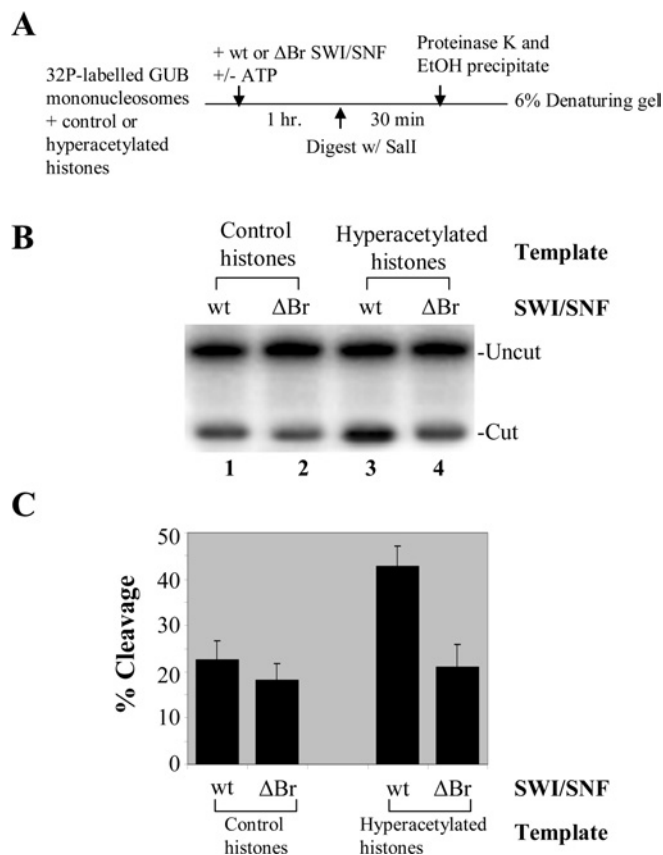 A
32P-labelled GUB
mononucleosomes
+ control or
hyperacetylated
histones
+ wt or ΔBr SWI/SNF
+/- ATP
1 hr.
Digest w/ SalI
30 min
Proteinase K and
EtOH precipitate
6% Denaturing gel
B
Control
histones
Hyperacetylated
histones
Template
wt ΔBr wt ΔBr SWI/SNF
-Uncut
-Cut
1 2 3 4
C
% Cleavage
50
40
30
20
10
0
wt ΔBr wt ΔBr SWI/SNF
Control
histones
Hyperacetylated
histones
Template